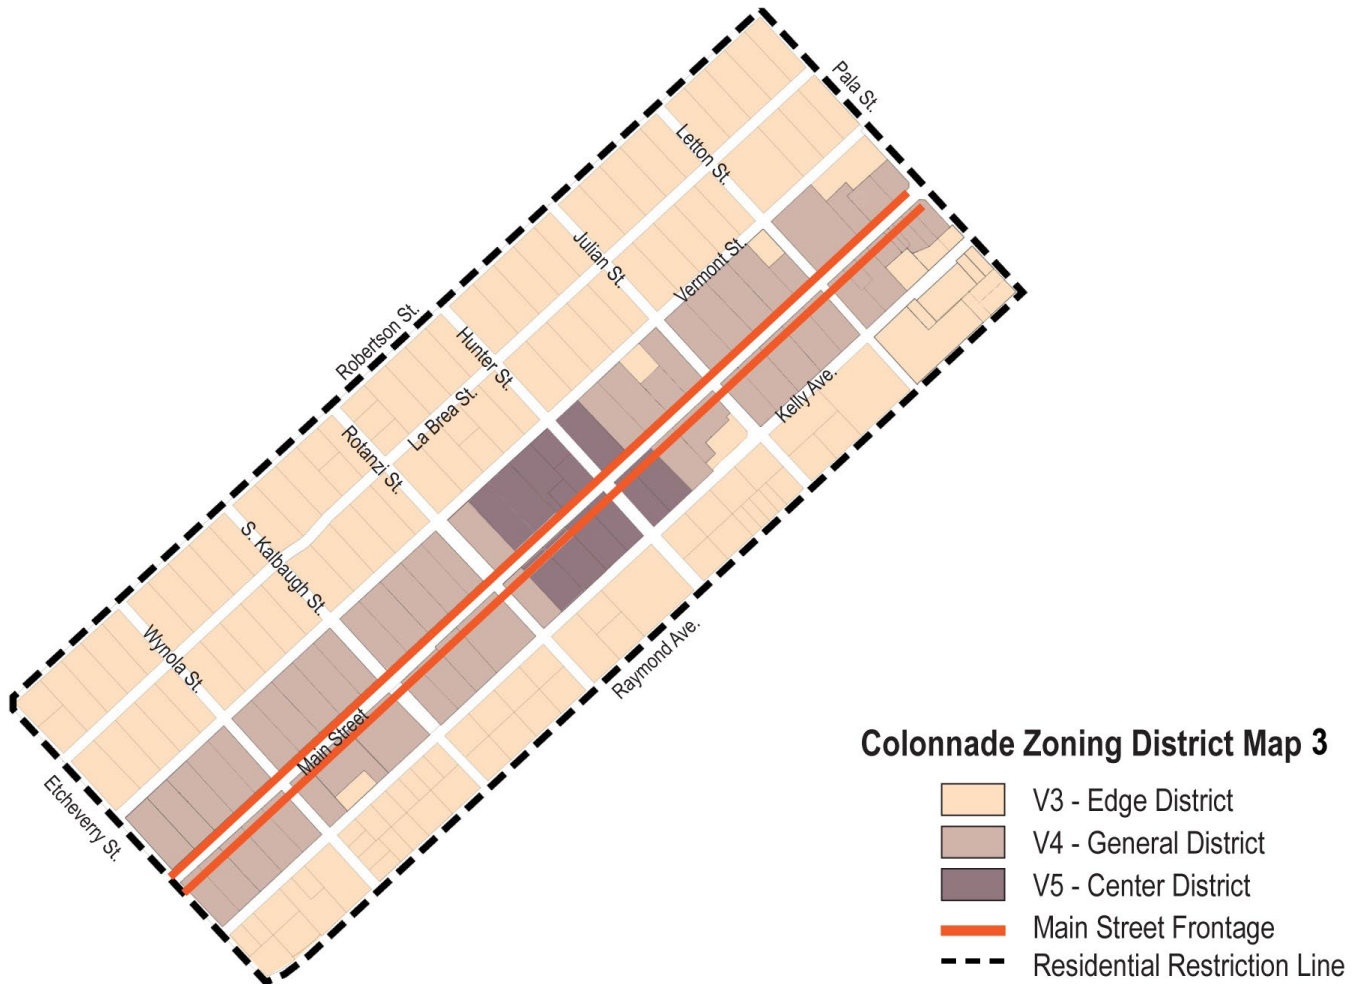 Pala St.
Letton St.
Julian St.
Vermont St.
Robertson St.
Hunter St.
La Brea St.
Kelly Ave.
Rotanzi St.
S. Kalbaugh St.
Wynola St.
Raymond Ave.
Main Street
Etcheverry St.
Colonnade Zoning District Map 3
V3 - Edge District
V4 - General District
V5 - Center District
Main Street Frontage
Residential Restriction Line